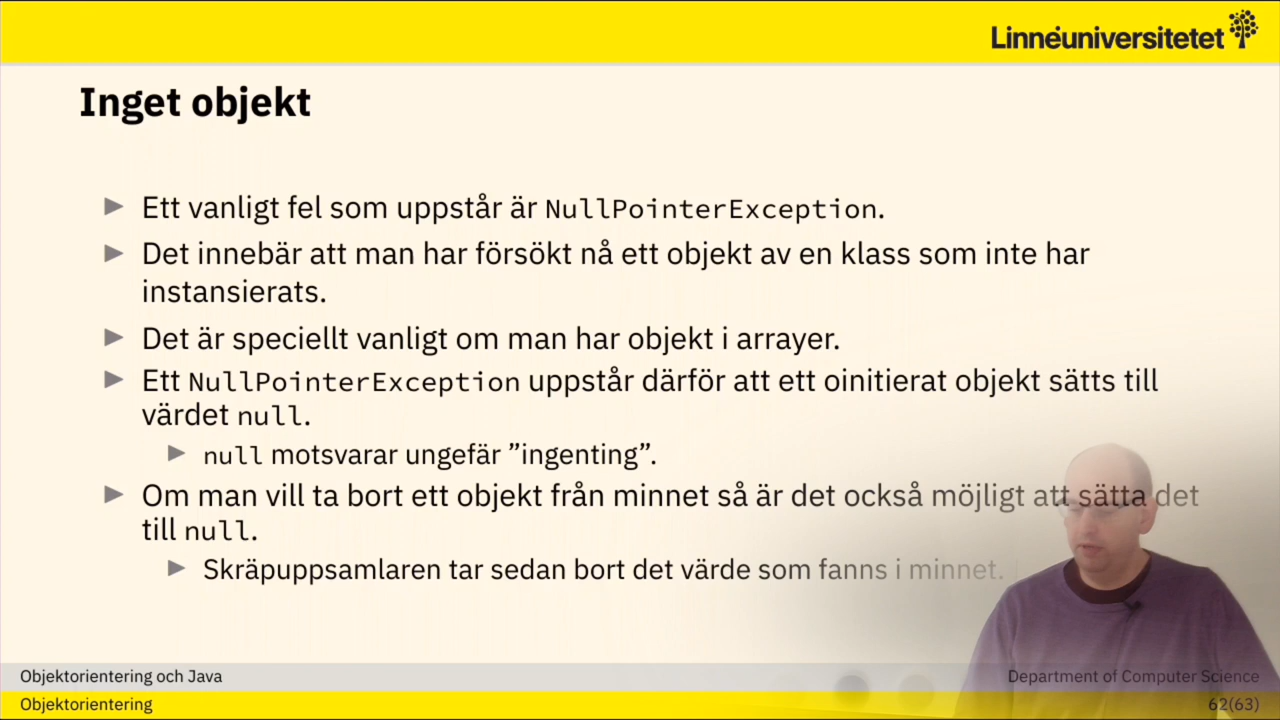 Linnéuniversitetet
Inget objekt
Ett vanligt fel som uppstår är NullPointerException.
Det innebär att man har försökt nå ett objekt av en klass som inte har
instansierats.
Det är speciellt vanligt om man har objekt i arrayer.
Ett NullPointerException uppstår därför att ett oinitierat objekt sätts till
värdet null.
null motsvarar ungefär ”ingenting”.
Om man vill ta bort ett objekt från minnet så är det också möjligt att sätta det
till null.
Skräpuppsamlaren tar sedan bort det värde som fanns i minnet.
Objektorientering och Java
Department of Computer Science
Objektorientering
62(63)